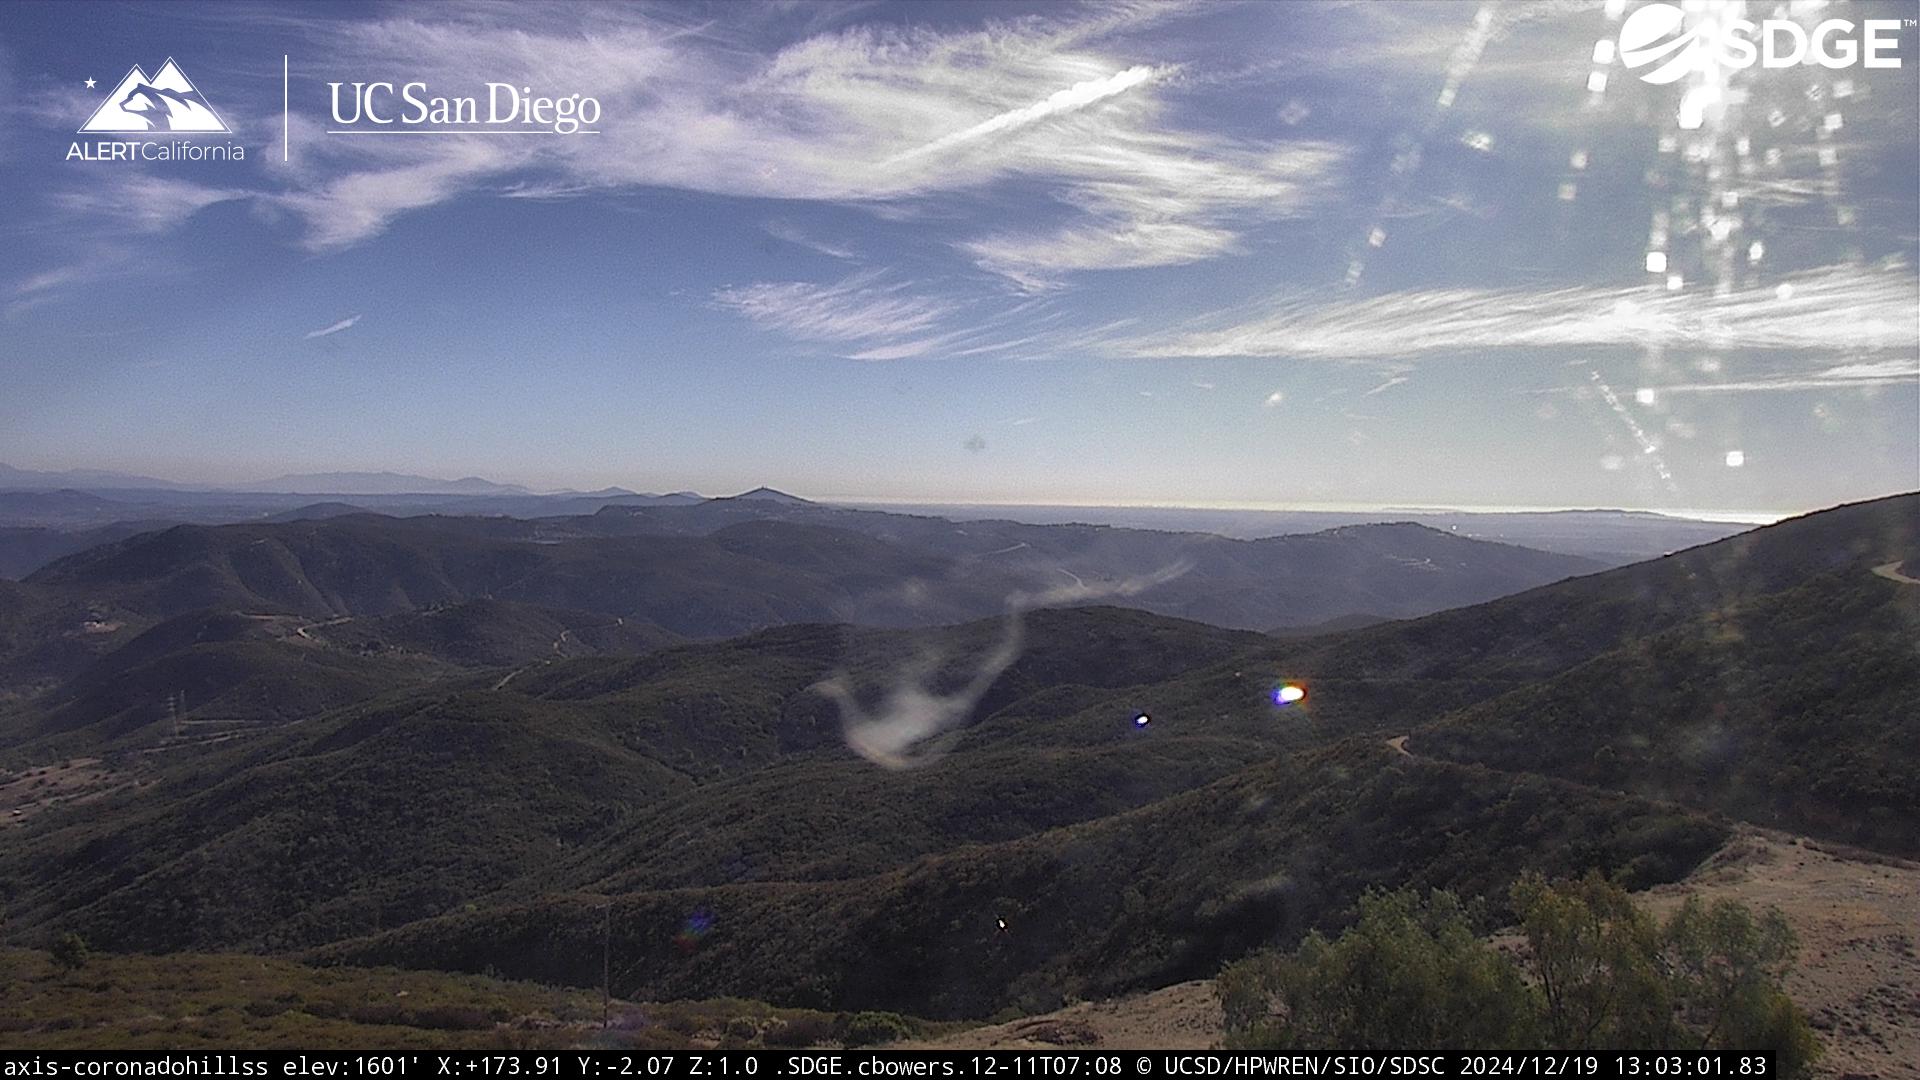 ALERTCalifornia
UC San Diego
SDGE™
axis-coronadohillss elev:1601' X:+173.91 Y:-2.07 Z:1.0 .SDGE.cbowers.12-11T07:08 © UCSD/HPWREN/SIO/SDSC 2024/12/19 13:03:01.83